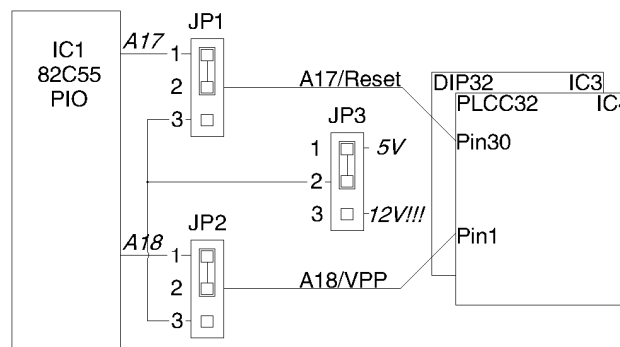 JP1
A17
IC1
82C55
PIO
1
2
3
A17/Reset
DIP32
IC3
PLCC32
IC4
JP3
Pin30
1
5V
2
3
12V!!!
JP2
A18
1
2
3
Pin1
A18/VPP